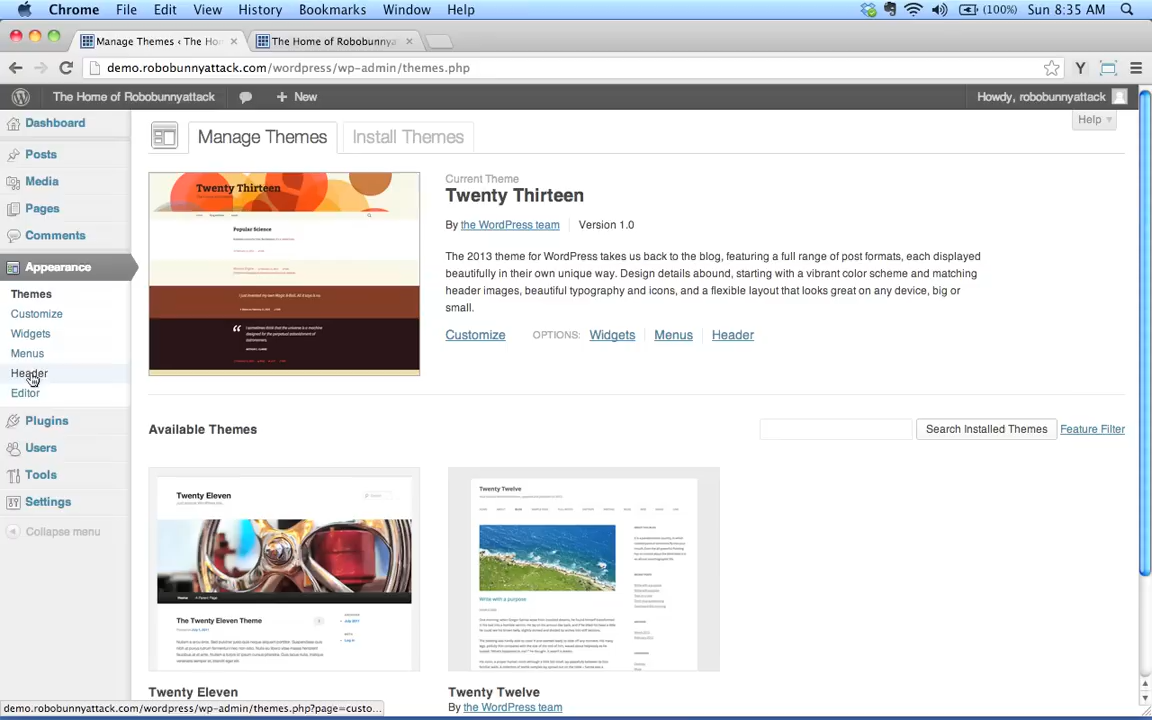 Chrome File Edit View History Bookmarks Window Help (100%) Sun 8:35 AM
Manage Themes ‹ The Ho The Home of Robobunnya
demo.robobunnyattack.com/wordpress/wp-admin/themes.php
The Home of Robobunnyattack New Howdy, robobunnyattack
Help
Dashboard
Posts
Media
Pages
Comments
Appearance
Themes
Customize
Widgets
Menus
Header
Editor
Plugins
Users
Tools
Settings
Collapse menu
Manage Themes Install Themes
Twenty Thirteen
Popular Science
Current Theme
Twenty Thirteen
By the WordPress team Version 1.0
The 2013 theme for WordPress takes us back to the blog, featuring a full range of post formats, each displayed
beautifully in their own unique way. Design details abound, starting with a vibrant color scheme and matching
header images, beautiful typography and icons, and a flexible layout that looks great on any device, big or
small.
Customize OPTIONS: Widgets Menus Header
Available Themes Search Installed Themes Feature Filter
Twenty Eleven
Home A Parent Page
The Twenty Eleven Theme
Twenty Eleven
Twenty Twelve
Write with a purpose
Twenty Twelve
By the WordPress team
demo.robobunnyattack.com/wordpress/wp-admin/themes.php?page=custo...